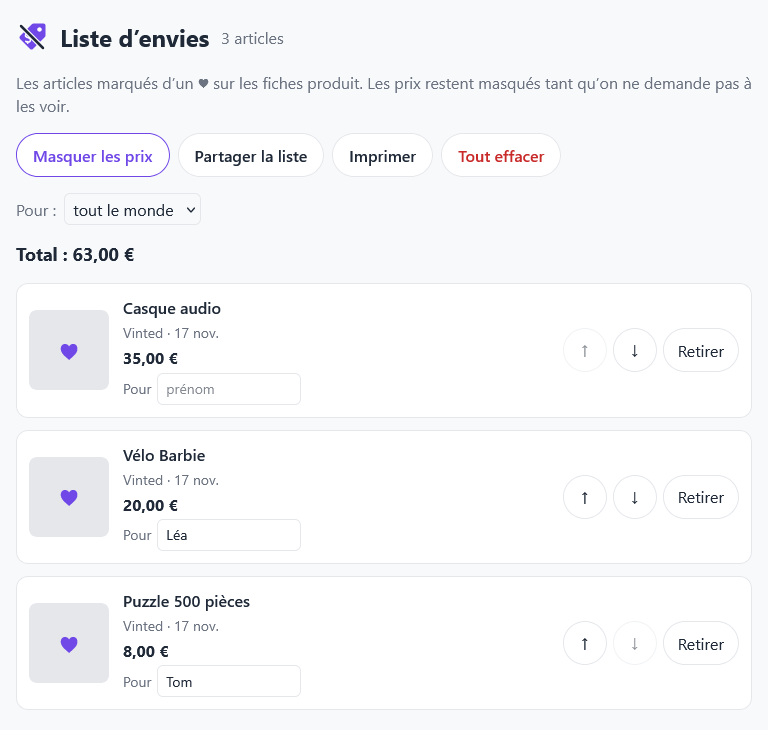 Liste d’envies 3 articles
Les articles marqués d’un ♥ sur les fiches produit. Les prix restent masqués tant qu’on ne demande pas à
les voir.
Masquer les prix Partager la liste Imprimer Tout effacer
Pour : tout le monde
Total : 63,00 €
Casque audio
Vinted · 17 nov.
35,00 €
Pour prénom
↑ ↓ Retirer
Vélo Barbie
Vinted · 17 nov.
20,00 €
Pour Léa
↑ ↓ Retirer
Puzzle 500 pièces
Vinted · 17 nov.
8,00 €
Pour Tom
↑ ↓ Retirer